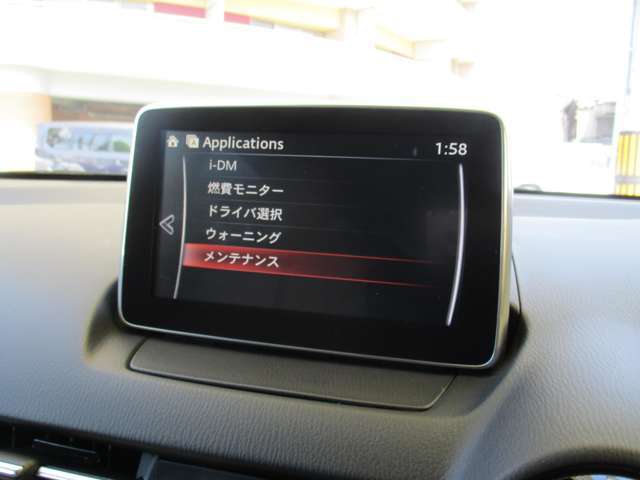 Applications
1:58
i-DM
燃費モニター
ドライバ選択
ウォーニング
メンテナンス